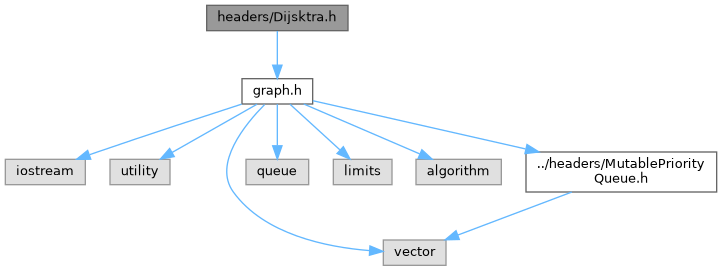 headers/Dijsktra.h
graph.h
iostream
utility
queue
limits
algorithm
../headers/MutablePriority
Queue.h
vector